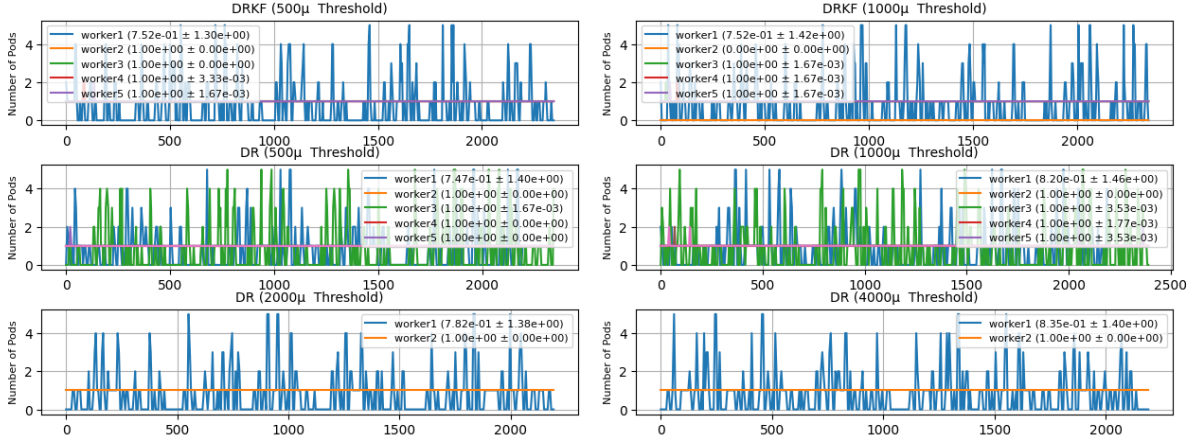 DRKF (500μ Threshold)
Number of Pods
4
2
0
worker1 (7.52e-01 ± 1.30e+00)
worker2 (1.00e+00 ± 0.00e+00)
worker3 (1.00e+00 ± 0.00e+00)
worker4 (1.00e+00 ± 3.33e-03)
worker5 (1.00e+00 ± 1.67e-03)
0 500 1000 1500 2000
DRKF (1000μ Threshold)
Number of Pods
4
2
0
worker1 (7.52e-01 ± 1.42e+00)
worker2 (0.00e+00 ± 0.00e+00)
worker3 (1.00e+00 ± 1.67e-03)
worker4 (1.00e+00 ± 1.67e-03)
worker5 (1.00e+00 ± 1.67e-03)
0 500 1000 1500 2000
DR (500μ Threshold)
Number of Pods
4
2
0
worker1 (7.47e-01 ± 1.40e+00)
worker2 (1.00e+00 ± 0.00e+00)
worker3 (1.00e+00 ± 1.67e-03)
worker4 (1.00e+00 ± 0.00e+00)
worker5 (1.00e+00 ± 0.00e+00)
0 500 1000 1500 2000
DR (1000μ Threshold)
Number of Pods
4
2
0
worker1 (8.20e-01 ± 1.46e+00)
worker2 (1.00e+00 ± 0.00e+00)
worker3 (1.00e+00 ± 3.53e-03)
worker4 (1.00e+00 ± 1.77e-03)
worker5 (1.00e+00 ± 3.53e-03)
0 500 1000 1500 2000 2500
DR (2000μ Threshold)
Number of Pods
4
2
0
worker1 (7.82e-01 ± 1.38e+00)
worker2 (1.00e+00 ± 0.00e+00)
0 500 1000 1500 2000
DR (4000μ Threshold)
Number of Pods
4
2
0
worker1 (8.35e-01 ± 1.40e+00)
worker2 (1.00e+00 ± 0.00e+00)
0 500 1000 1500 2000